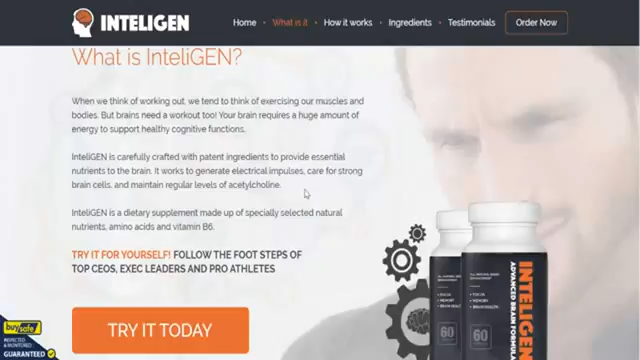 INTELIGEN
Home • What is it • How it works • Ingredients • Testimonials
Order Now
What is InteliGEN?
When we think of working out, we tend to think of exercising our muscles and
bodies. But brains need a workout too! Your brain requires a huge amount of
energy to support healthy cognitive functions.
InteliGEN is carefully crafted with patent ingredients to provide essential
nutrients to the brain. It works to generate electrical impulses, care for strong
brain cells, and maintain regular levels of acetylcholine.
InteliGEN is a dietary supplement made up of specially selected natural
nutrients, amino acids and vitamin B6.
TRY IT FOR YOURSELF! FOLLOW THE FOOT STEPS OF
TOP CEOS, EXEC LEADERS AND PRO ATHLETES
TRY IT TODAY
buySAFE
GUARANTEED
INTELIGEN
ADVANCED BRAIN FORMU
• FOCUS
• MEMORY
60
60